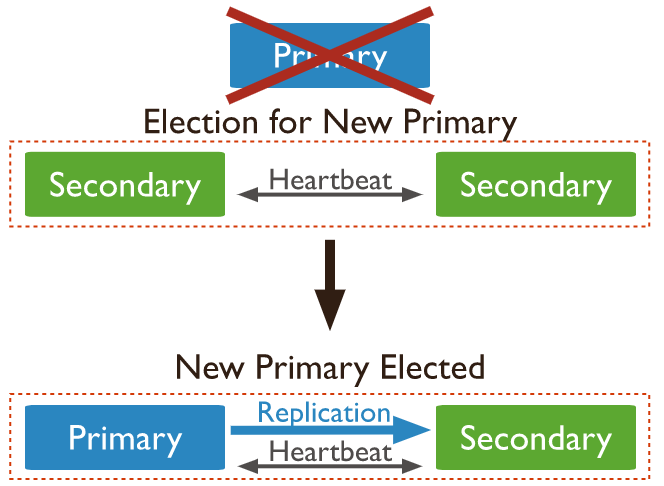 Primary
Election for New Primary
Secondary
Heartbeat
Secondary
New Primary Elected
Primary
Replication
Heartbeat
Secondary